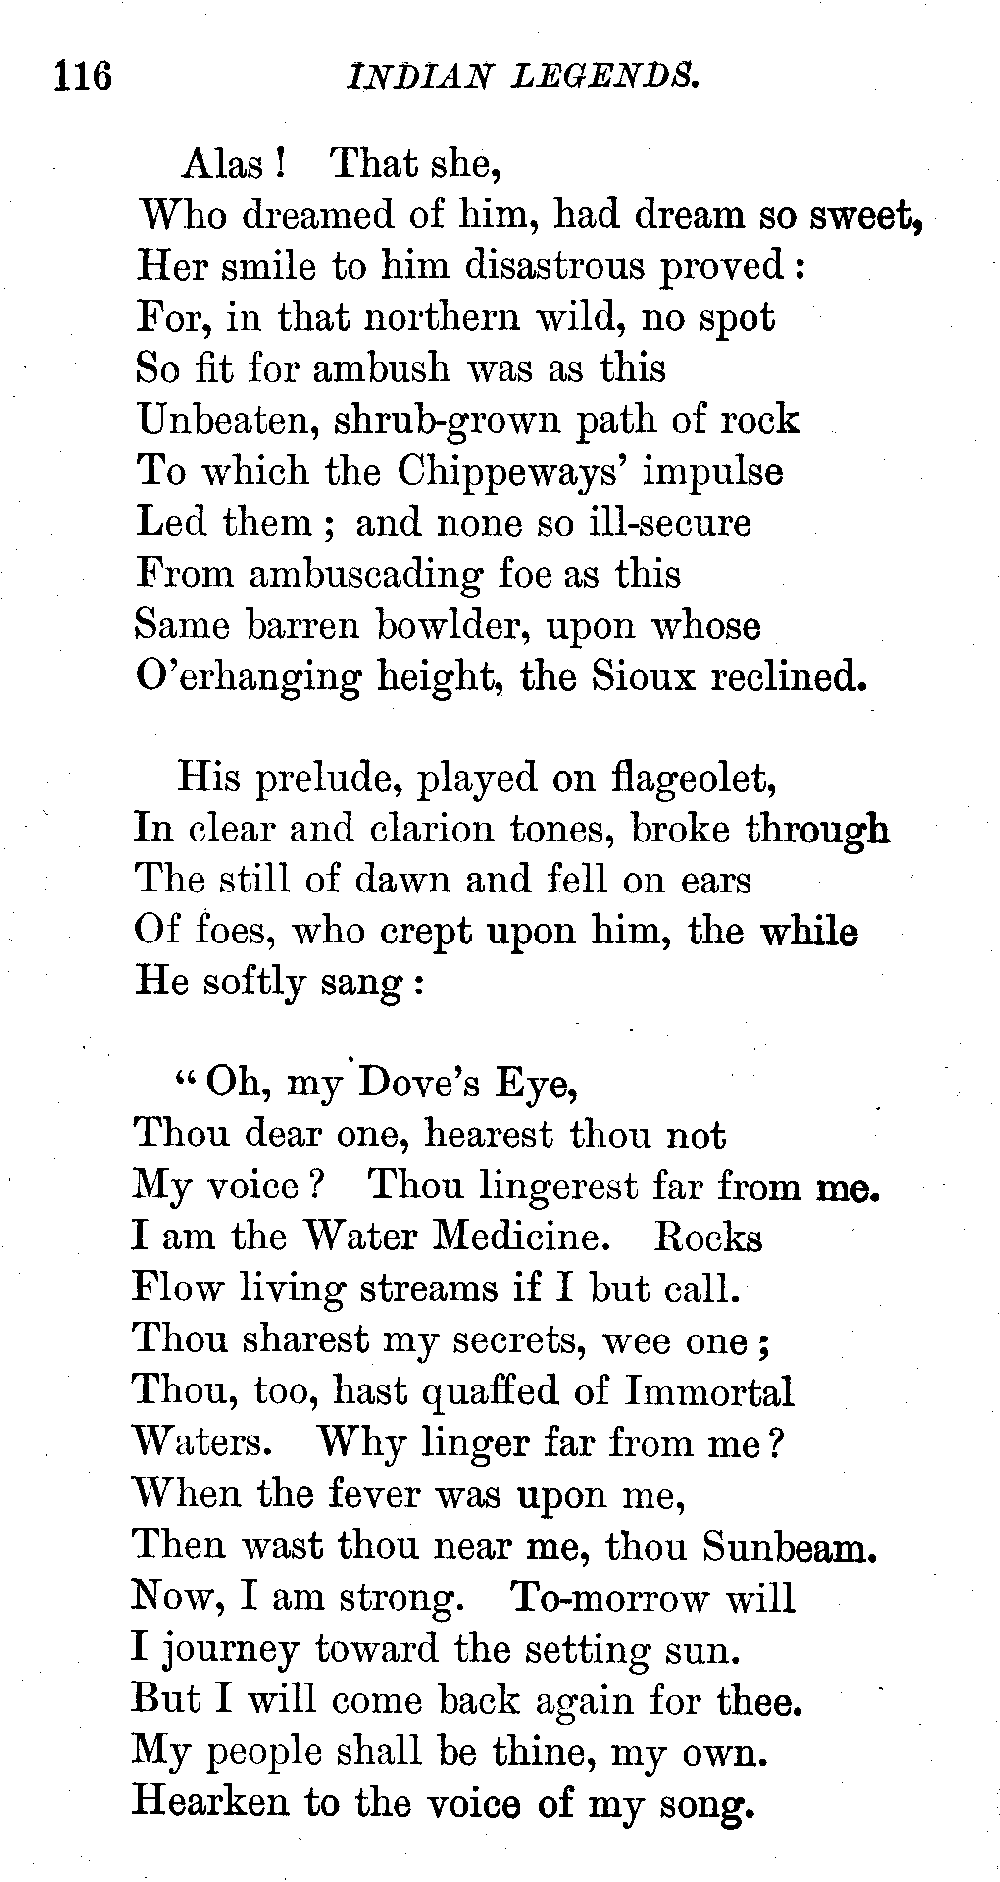 116 INDIAN LEGENDS.
Alas ! That she,
Who dreamed of him, had dream so sweet,
Her smile to him disastrous proved :
For, in that northern wild, no spot
So fit for ambush was as this
Unbeaten, shrub-grown path of rock
To which the Chippeways’ impulse
Led them ; and none so ill-secure
From ambuscading foe as this
Same barren bowlder, upon whose
O’erhanging height, the Sioux reclined.
His prelude, played on flageolet,
In clear and clarion tones, broke through
The still of dawn and fell on ears
Of foes, who crept upon him, the while
He softly sang :
“ Oh, my Dove’s Eye,
Thou dear one, hearest thou not
My voice ? Thou lingerest far from me.
I am the Water Medicine. Rocks
Flow living streams if I but call.
Thou sharest my secrets, wee one ;
Thou, too, hast quaffed of Immortal
Waters. Why linger far from me ?
When the fever was upon me,
Then wast thou near me, thou Sunbeam.
Now, I am strong. To-morrow will
I journey toward the setting sun.
But I will come back again for thee.
My people shall be thine, my own.
Hearken to the voice of my song.